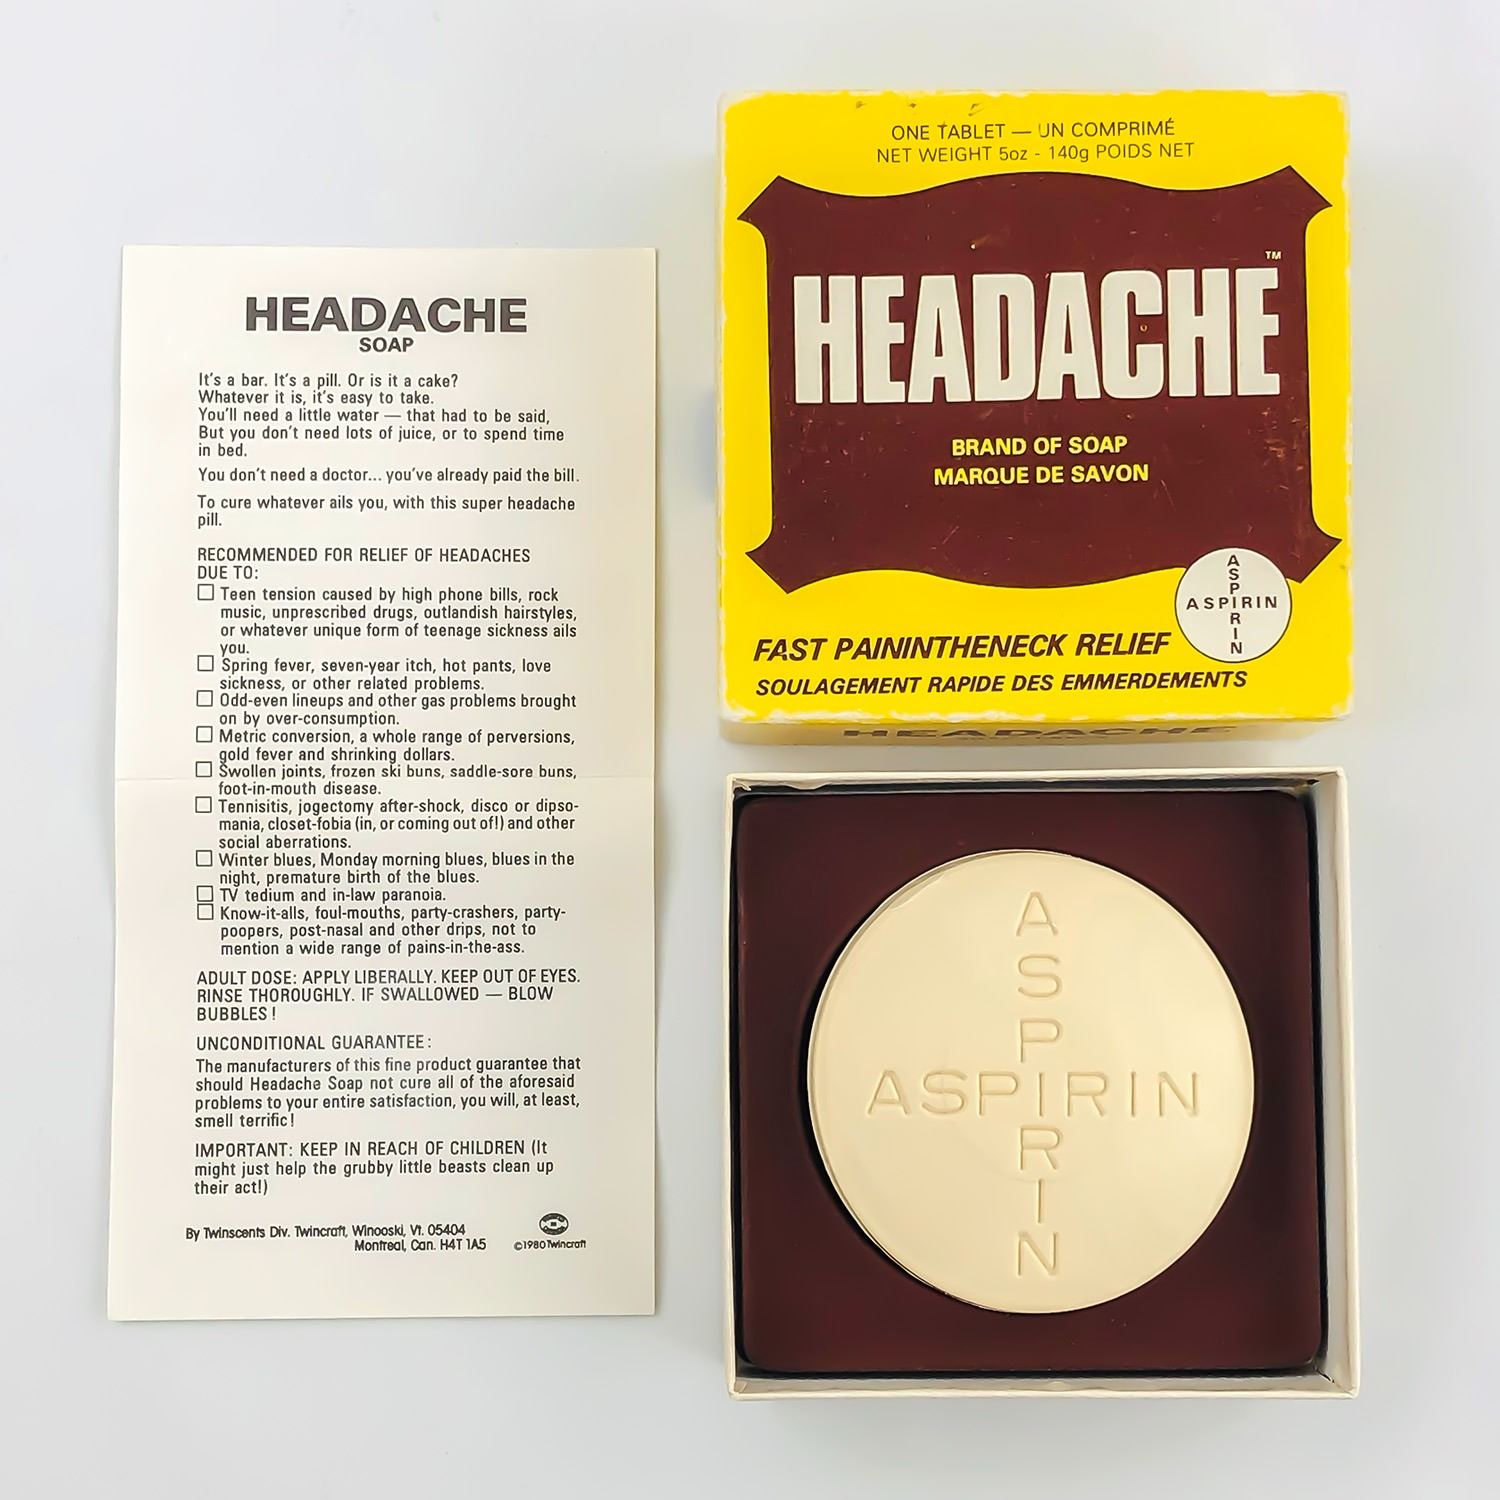 HEADACHE
SOAP
It's a bar. It's a pill. Or is it a cake?
Whatever it is, it's easy to take.
You'll need a little water — that had to be said,
But you don't need lots of juice, or to spend time
in bed.
You don't need a doctor... you've already paid the bill.
To cure whatever ails you, with this super headache
pill.
RECOMMENDED FOR RELIEF OF HEADACHES
DUE TO:
☐ Teen tension caused by high phone bills, rock
music, unprescribed drugs, outlandish hairstyles,
or whatever unique form of teenage sickness ails
you.
☐ Spring fever, seven-year itch, hot pants, love
sickness, or other related problems.
☐ Odd-even lineups and other gas problems brought
on by over-consumption.
☐ Metric conversion, a whole range of perversions,
gold fever and shrinking dollars.
☐ Swollen joints, frozen ski buns, saddle-sore buns,
foot-in-mouth disease.
☐ Tennisitis, jogectomy after-shock, disco or dipso-
mania, closet-fobia (in, or coming out of!) and other
social aberrations.
☐ Winter blues, Monday morning blues, blues in the
night, premature birth of the blues.
☐ TV tedium and in-law paranoia.
☐ Know-it-alls, foul-mouths, party-crashers, party-
poopers, post-nasal and other drips, not to
mention a wide range of pains-in-the-ass.
ADULT DOSE: APPLY LIBERALLY. KEEP OUT OF EYES.
RINSE THOROUGHLY. IF SWALLOWED — BLOW
BUBBLES!
UNCONDITIONAL GUARANTEE:
The manufacturers of this fine product guarantee that
should Headache Soap not cure all of the aforesaid
problems to your entire satisfaction, you will, at least,
smell terrific!
IMPORTANT: KEEP IN REACH OF CHILDREN (It
might just help the grubby little beasts clean up
their act!)
By Twinscents Div. Twincraft, Winooski, Vt. 05404
Montreal, Can. H4T 1A5
©1980 Twincraft
ONE TABLET — UN COMPRIMÉ
NET WEIGHT 5oz - 140g POIDS NET
HEADACHE™
BRAND OF SOAP
MARQUE DE SAVON
ASPIRIN
ASPIRIN
FAST PAININTHENECK RELIEF
SOULAGEMENT RAPIDE DES EMMERDEMENTS
HEADACHE
ASPIRIN
ASPIRIN